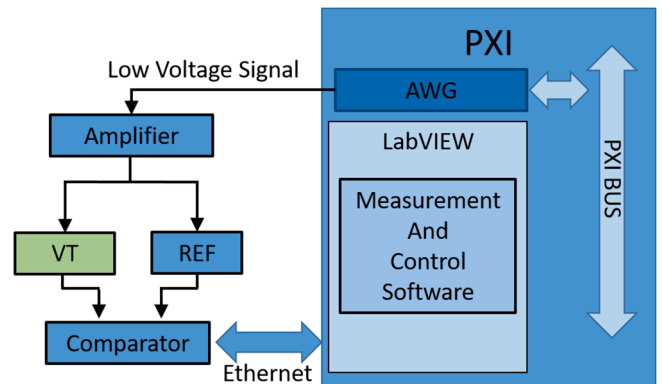 PXI
Low Voltage Signal
AWG
Amplifier
LabVIEW
Measurement
And
Control
Software
PXI BUS
VT
REF
Comparator
Ethernet